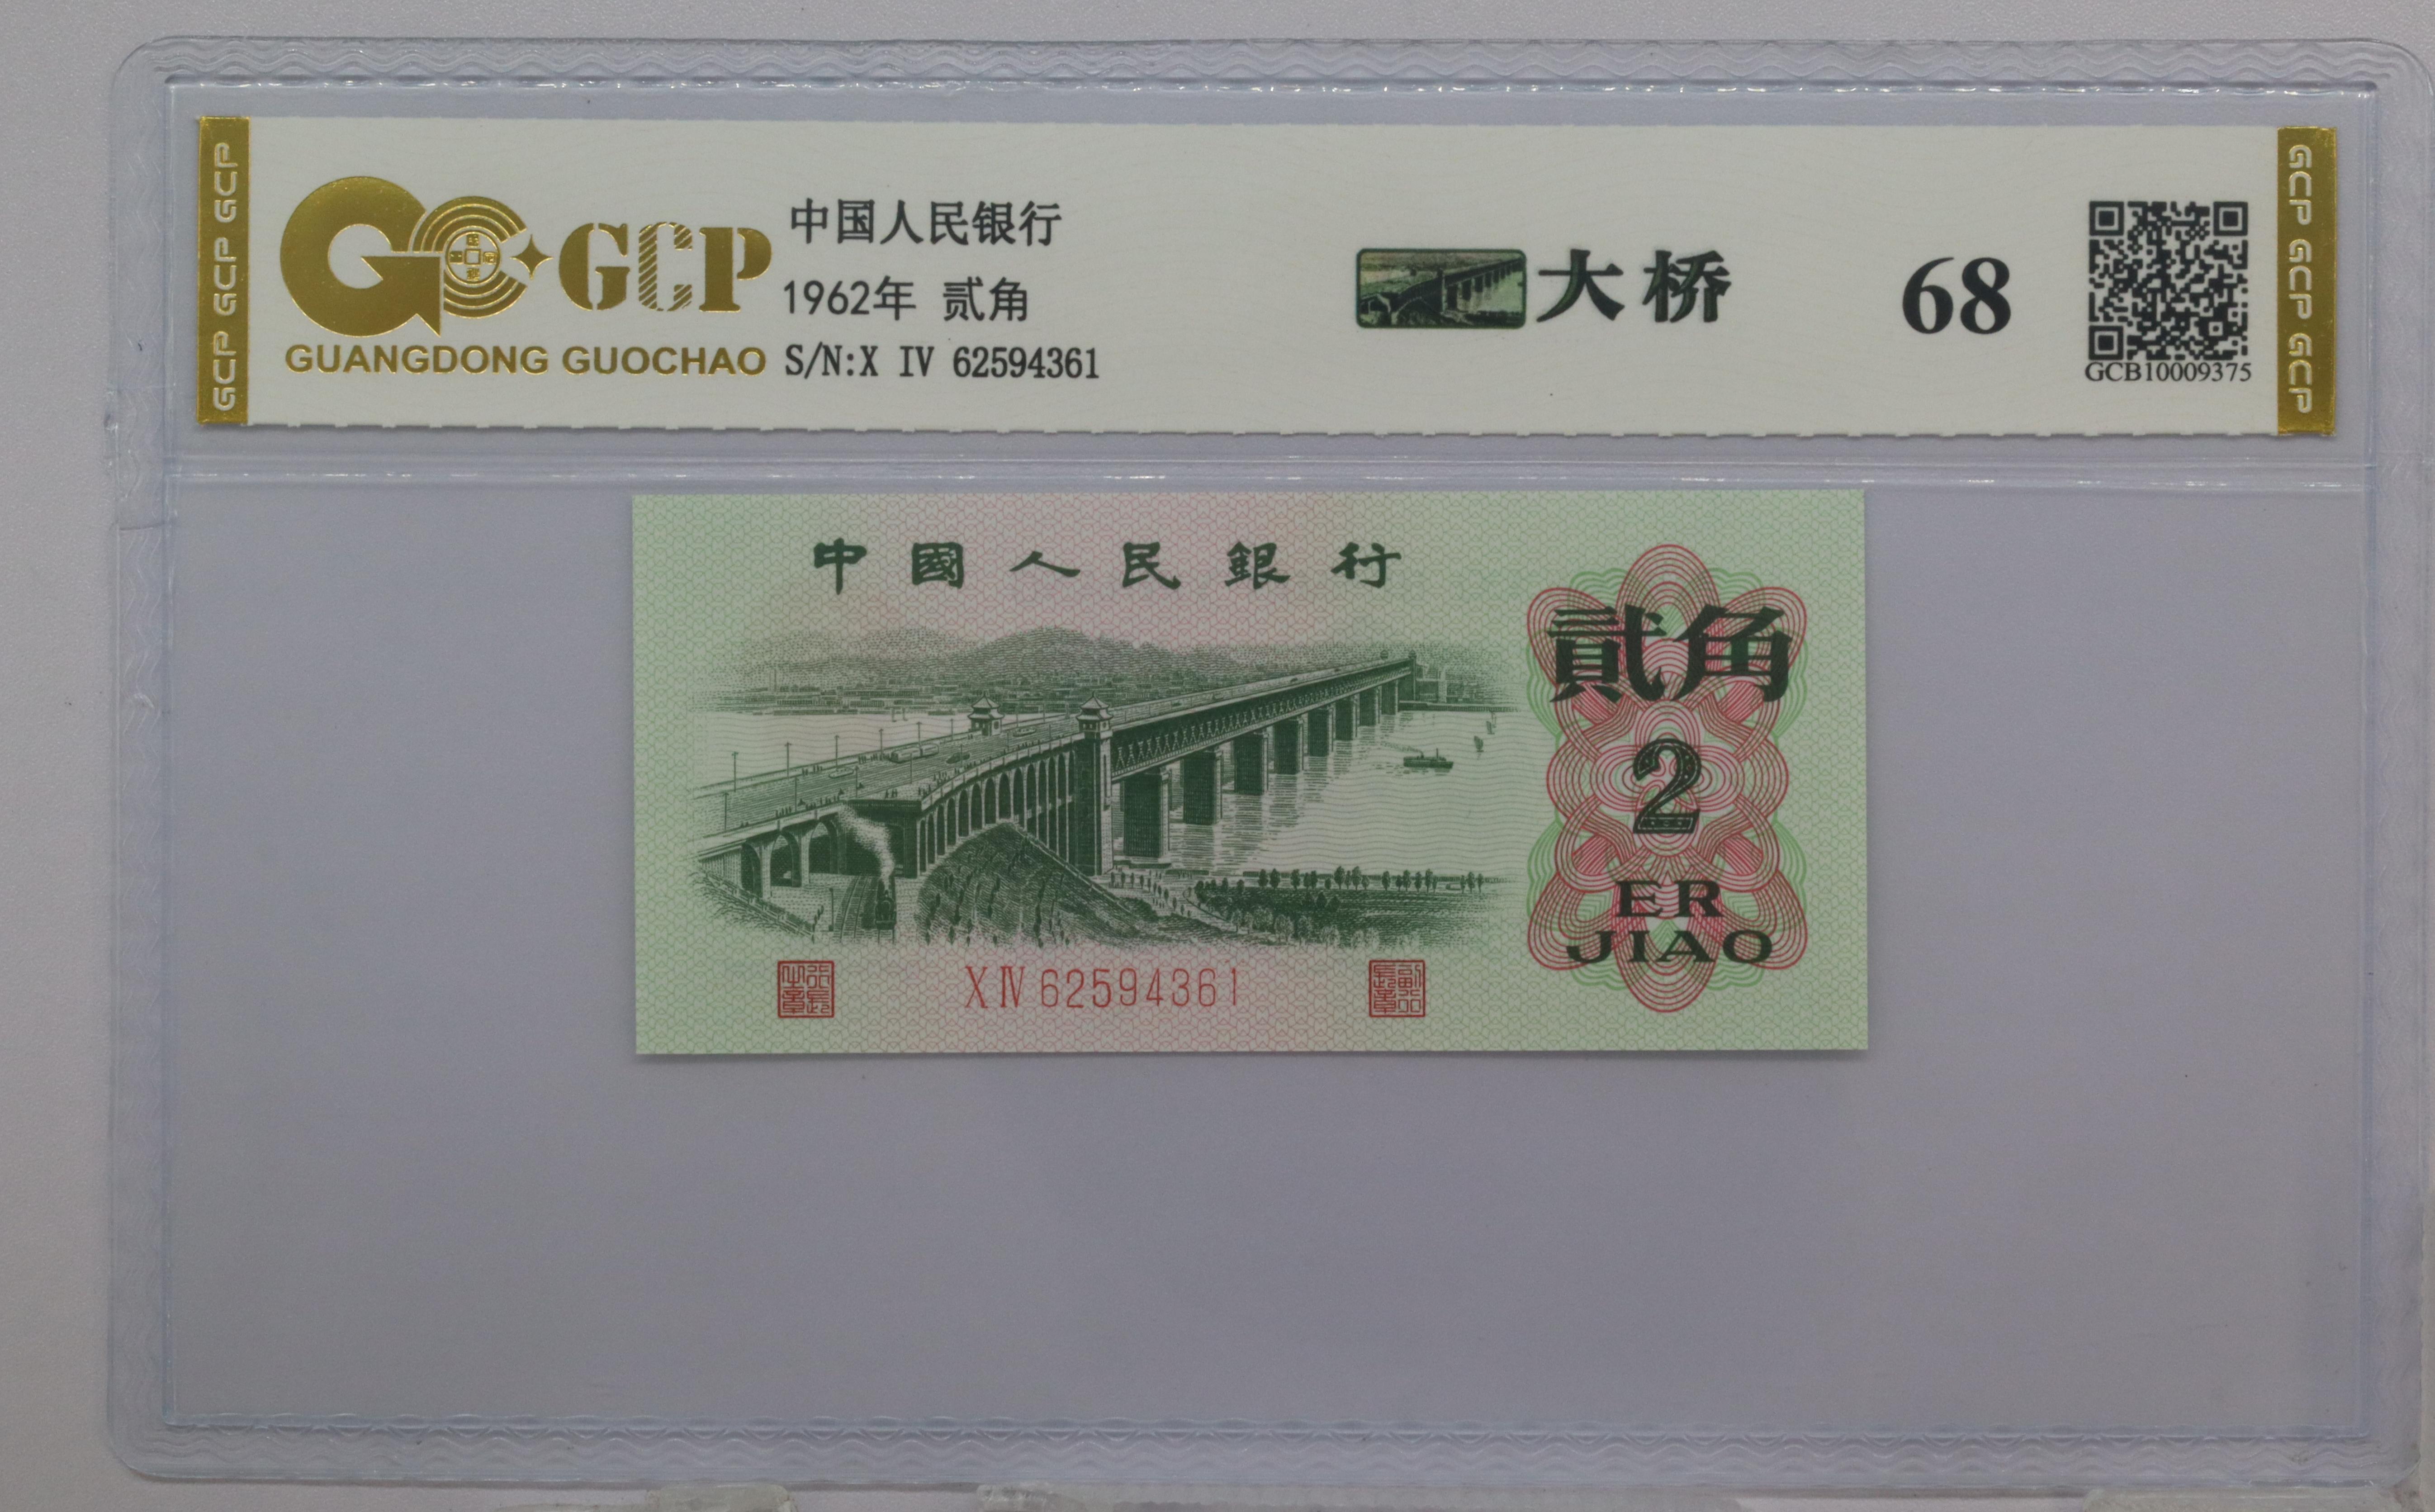 GCP GCP GCP
GCP
GUANGDONG GUOCHAO
中国人民银行
1962年 贰角
S/N:X IV 62594361
大桥
68
GCB10009375
GCP GCP GCP
中國人民銀行
貳角
2
ER
JIAO
X IV 62594361